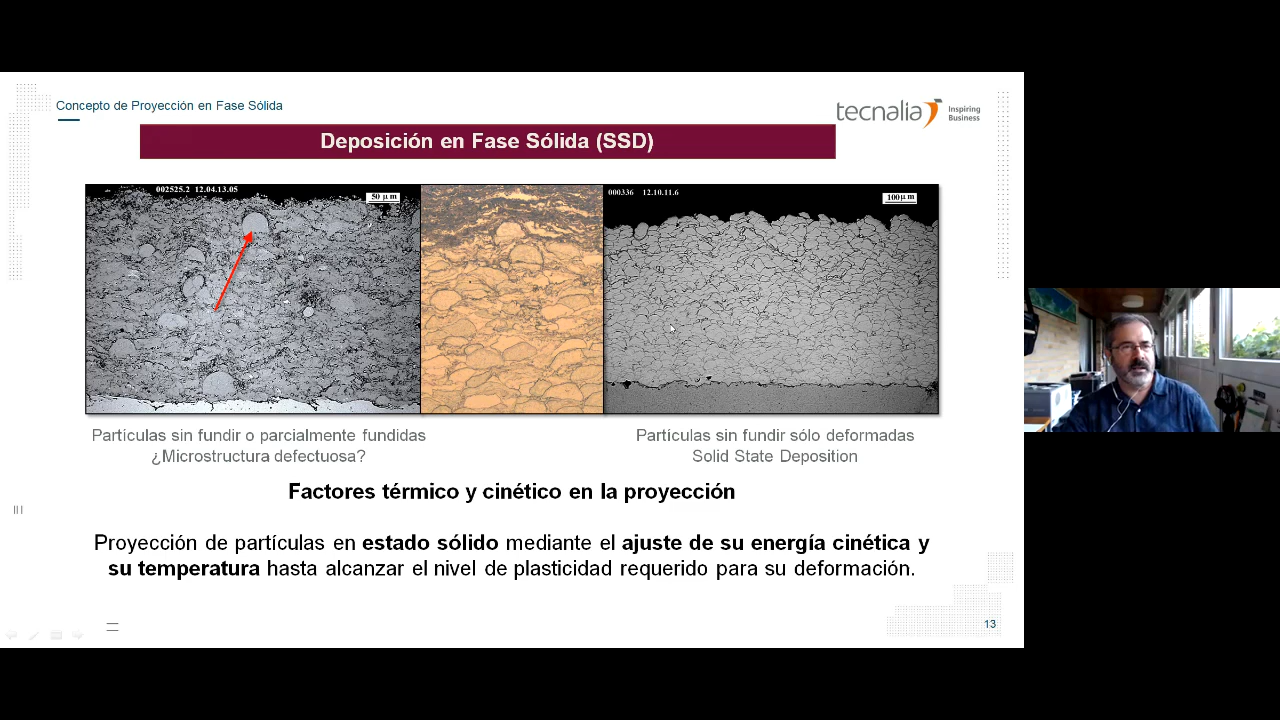 Concepto de Proyección en Fase Sólida
tecnalia Inspiring
Business
Deposición en Fase Sólida (SSD)
002525.2 12.04.13.05
50 µm
000336 12.10.11.6
100µm
Partículas sin fundir o parcialmente fundidas
¿Microstructura defectuosa?
Partículas sin fundir sólo deformadas
Solid State Deposition
Factores térmico y cinético en la proyección
Proyección de partículas en estado sólido mediante el ajuste de su energía cinética y
su temperatura hasta alcanzar el nivel de plasticidad requerido para su deformación.
13